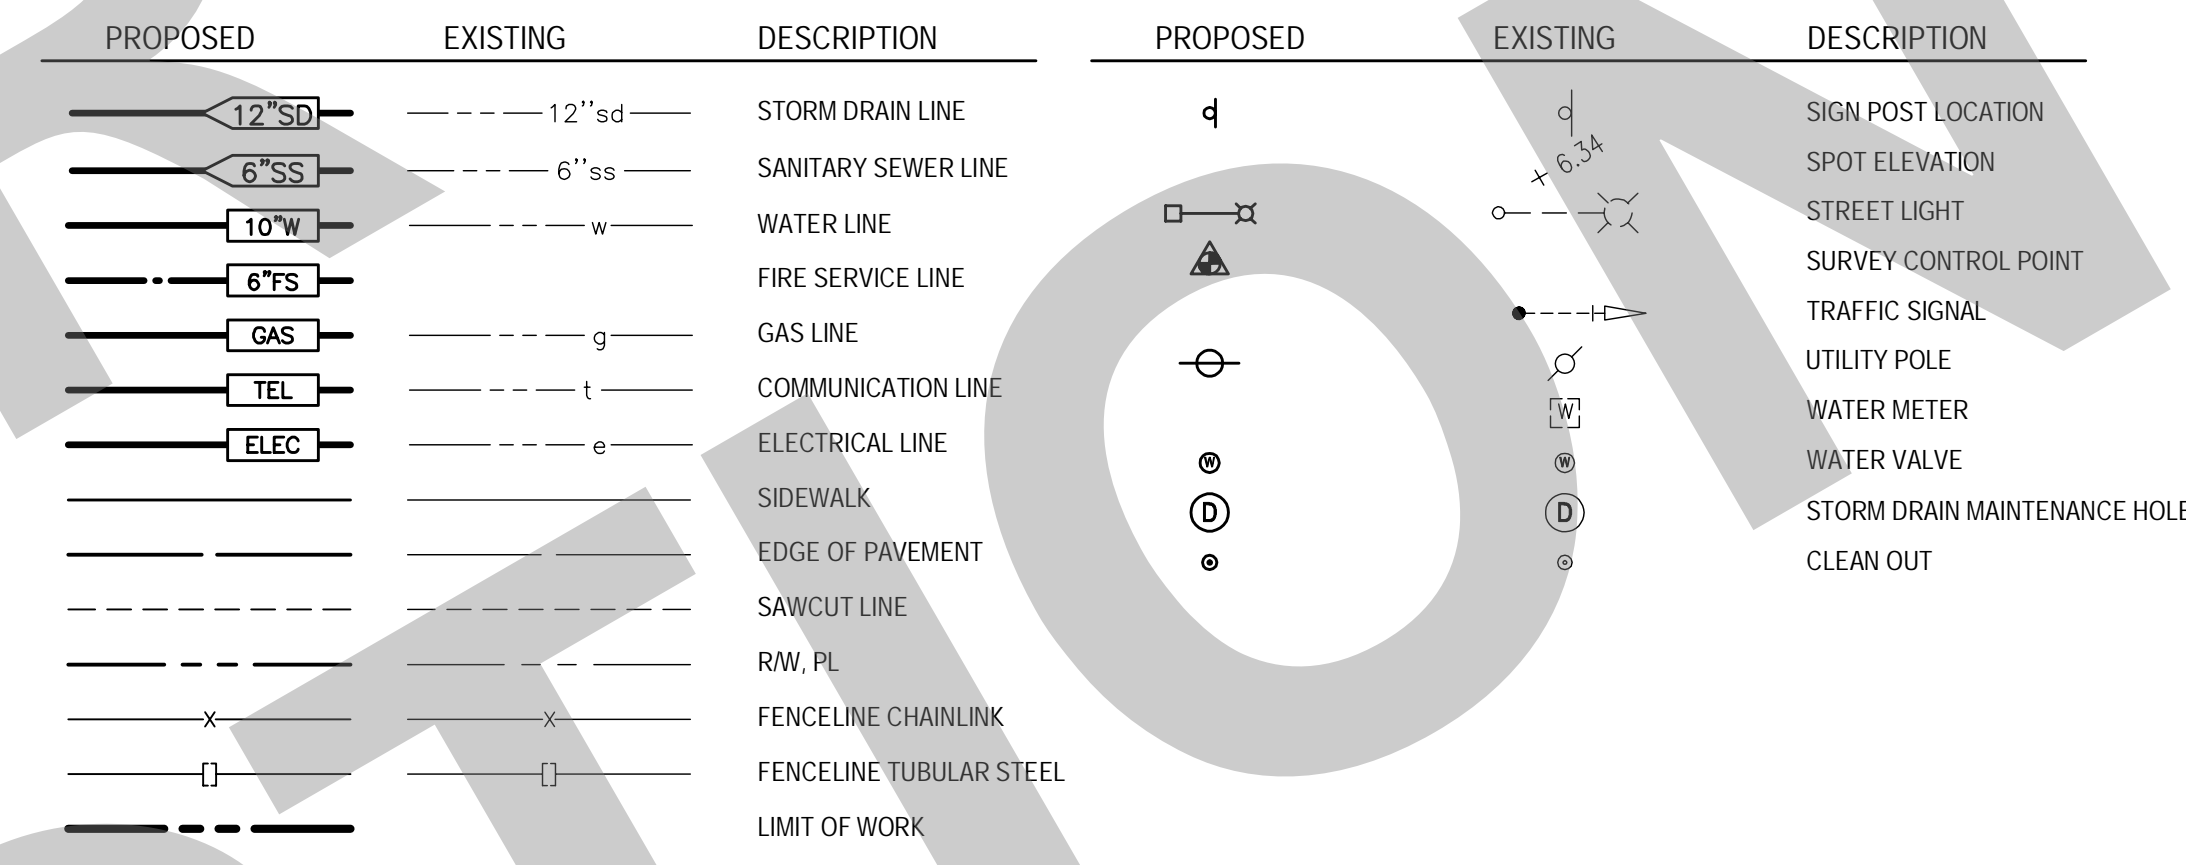 PROPOSED EXISTING DESCRIPTION
12"SD 12''sd STORM DRAIN LINE
6"SS 6''ss SANITARY SEWER LINE
10"W w WATER LINE
6"FS FIRE SERVICE LINE
GAS g GAS LINE
TEL t COMMUNICATION LINE
ELEC e ELECTRICAL LINE
SIDEWALK
EDGE OF PAVEMENT
SAWCUT LINE
R/W, PL
X X FENCELINE CHAINLINK
FENCELINE TUBULAR STEEL
LIMIT OF WORK
PROPOSED EXISTING DESCRIPTION
SIGN POST LOCATION
6.34 SPOT ELEVATION
STREET LIGHT
SURVEY CONTROL POINT
TRAFFIC SIGNAL
UTILITY POLE
W WATER METER
W W WATER VALVE
D D STORM DRAIN MAINTENANCE HOLE
CLEAN OUT